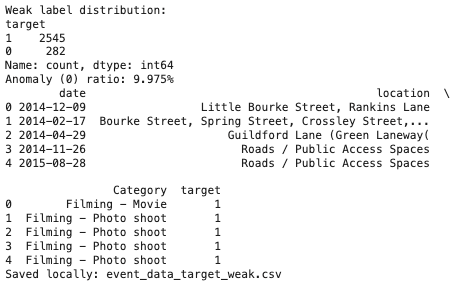 Weak label distribution:
target
1    2545
0     282
Name: count, dtype: int64
Anomaly (0) ratio: 9.975%
        date                                           location  \
0 2014-12-09                Little Bourke Street, Rankins Lane
1 2014-02-17  Bourke Street, Spring Street, Crossley Street,...
2 2014-04-29                    Guildford Lane (Green Laneway(
3 2014-11-26                      Roads / Public Access Spaces
4 2015-08-28                      Roads / Public Access Spaces
                Category  target
0        Filming – Movie       1
1  Filming – Photo shoot       1
2  Filming – Photo shoot       1
3  Filming – Photo shoot       1
4  Filming – Photo shoot       1
Saved locally: event_data_target_weak.csv